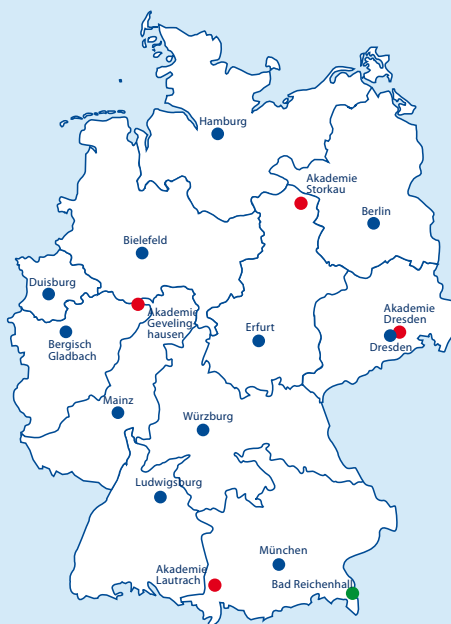 Hamburg
Akademie
Storkau
Berlin
Bielefeld
Duisburg
Akademie
Geveling-
hausen
Akademie
Dresden
Dresden
Erfurt
Bergisch
Gladbach
Mainz
Würzburg
Ludwigsburg
München
Akademie
Lautrach
Bad Reichenhall